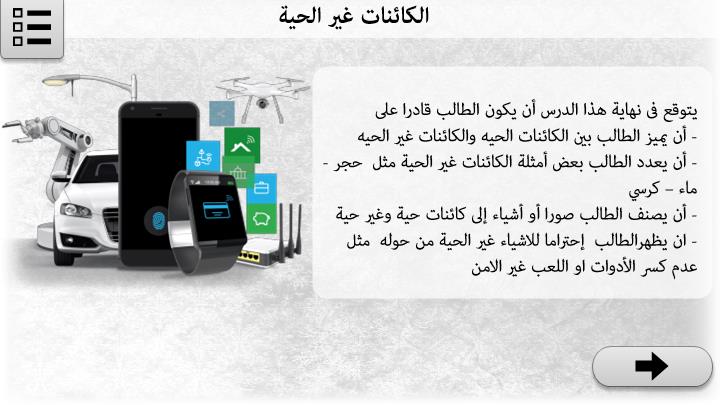 الكائنات غير الحية
يتوقع فى نهاية هذا الدرس أن يكون الطالب قادرا على
- أن يميز الطالب بين الكائنات الحيه والكائنات غير الحيه
- أن يعدد الطالب بعض أمثلة الكائنات غير الحية مثل حجر -
ماء – كرسي
- أن يصنف الطالب صورا أو أشياء إلى كائنات حية وغير حية
- ان يظهرالطالب إحتراما للاشياء غير الحية من حوله مثل
عدم كسر الأدوات او اللعب غير الامن